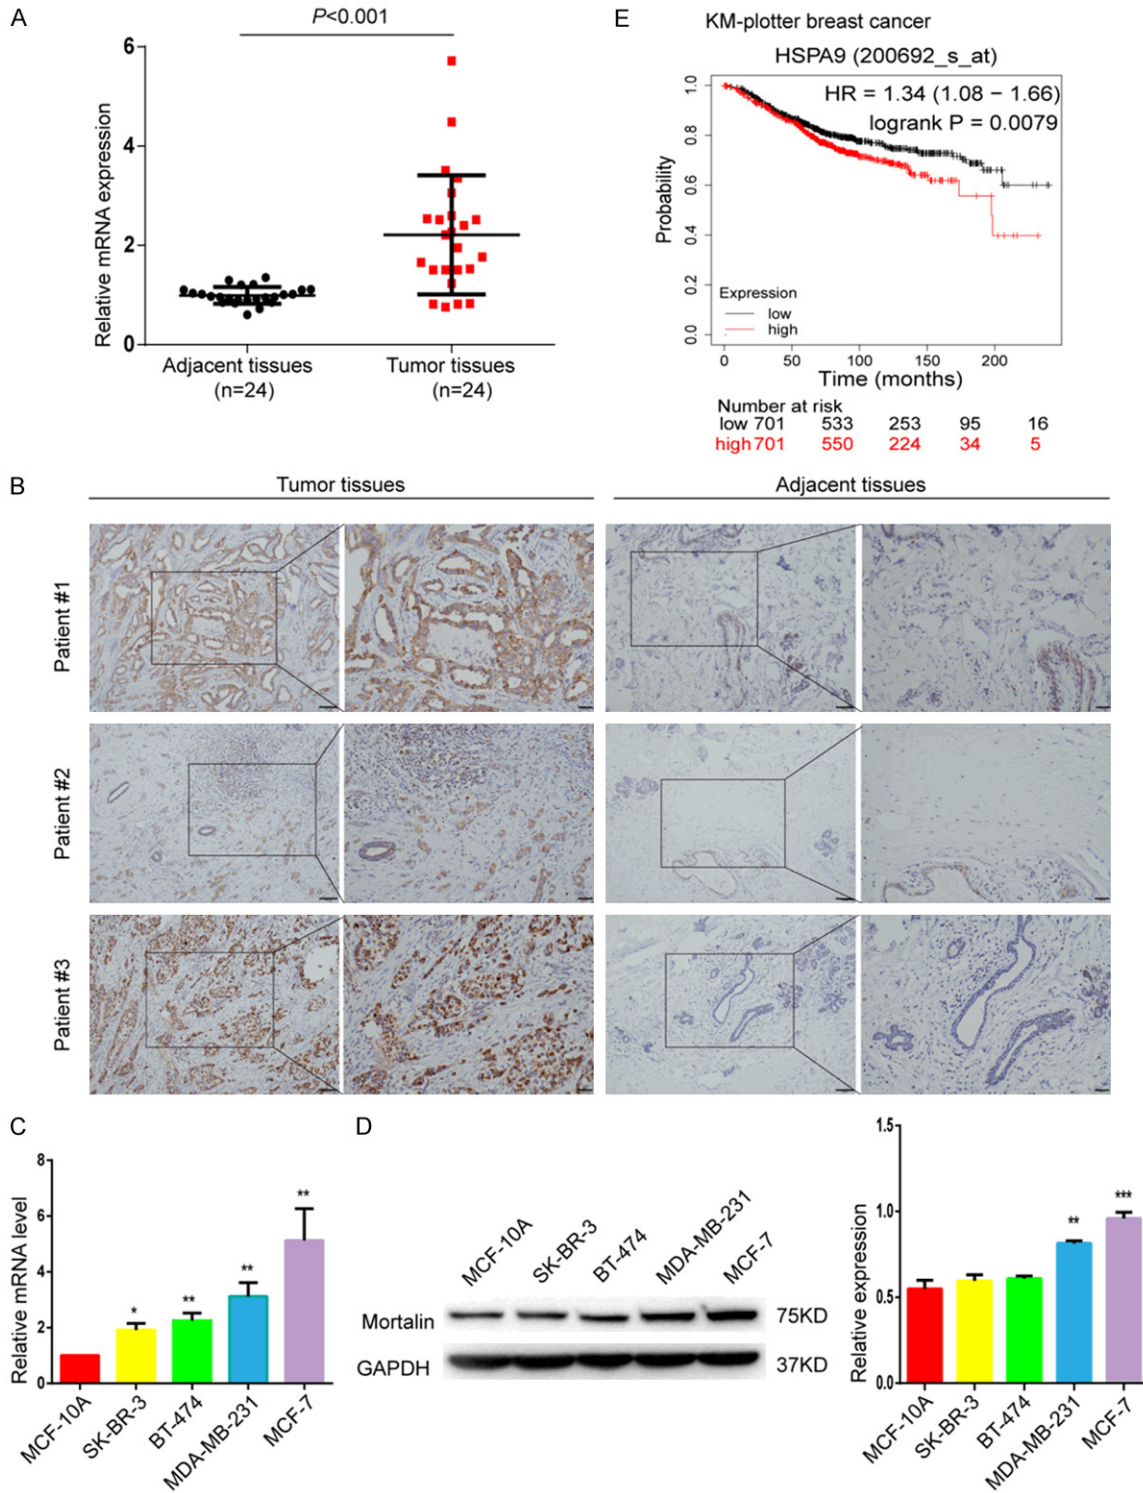 A
P<0.001
Relative mRNA expression
6
4
2
0
Adjacent tissues
(n=24)
Tumor tissues
(n=24)
E
KM-plotter breast cancer
HSPA9 (200692_s_at)
HR = 1.34 (1.08 − 1.66)
logrank P = 0.0079
Probability
1.0
0.8
0.6
0.4
0.2
0.0
Expression
low
high
0 50 100 150 200
Time (months)
Number at risk
low 701 533 253 95 16
high 701 550 224 34 5
B
Tumor tissues
Adjacent tissues
Patient #1
Patient #2
Patient #3
C
Relative mRNA level
8
6
4
2
0
*
**
**
**
MCF-10A
SK-BR-3
BT-474
MDA-MB-231
MCF-7
D
MCF-10A
SK-BR-3
BT-474
MDA-MB-231
MCF-7
Mortalin
75KD
GAPDH
37KD
Relative expression
1.5
1.0
0.5
0.0
**
***
MCF-10A
SK-BR-3
BT-474
MDA-MB-231
MCF-7